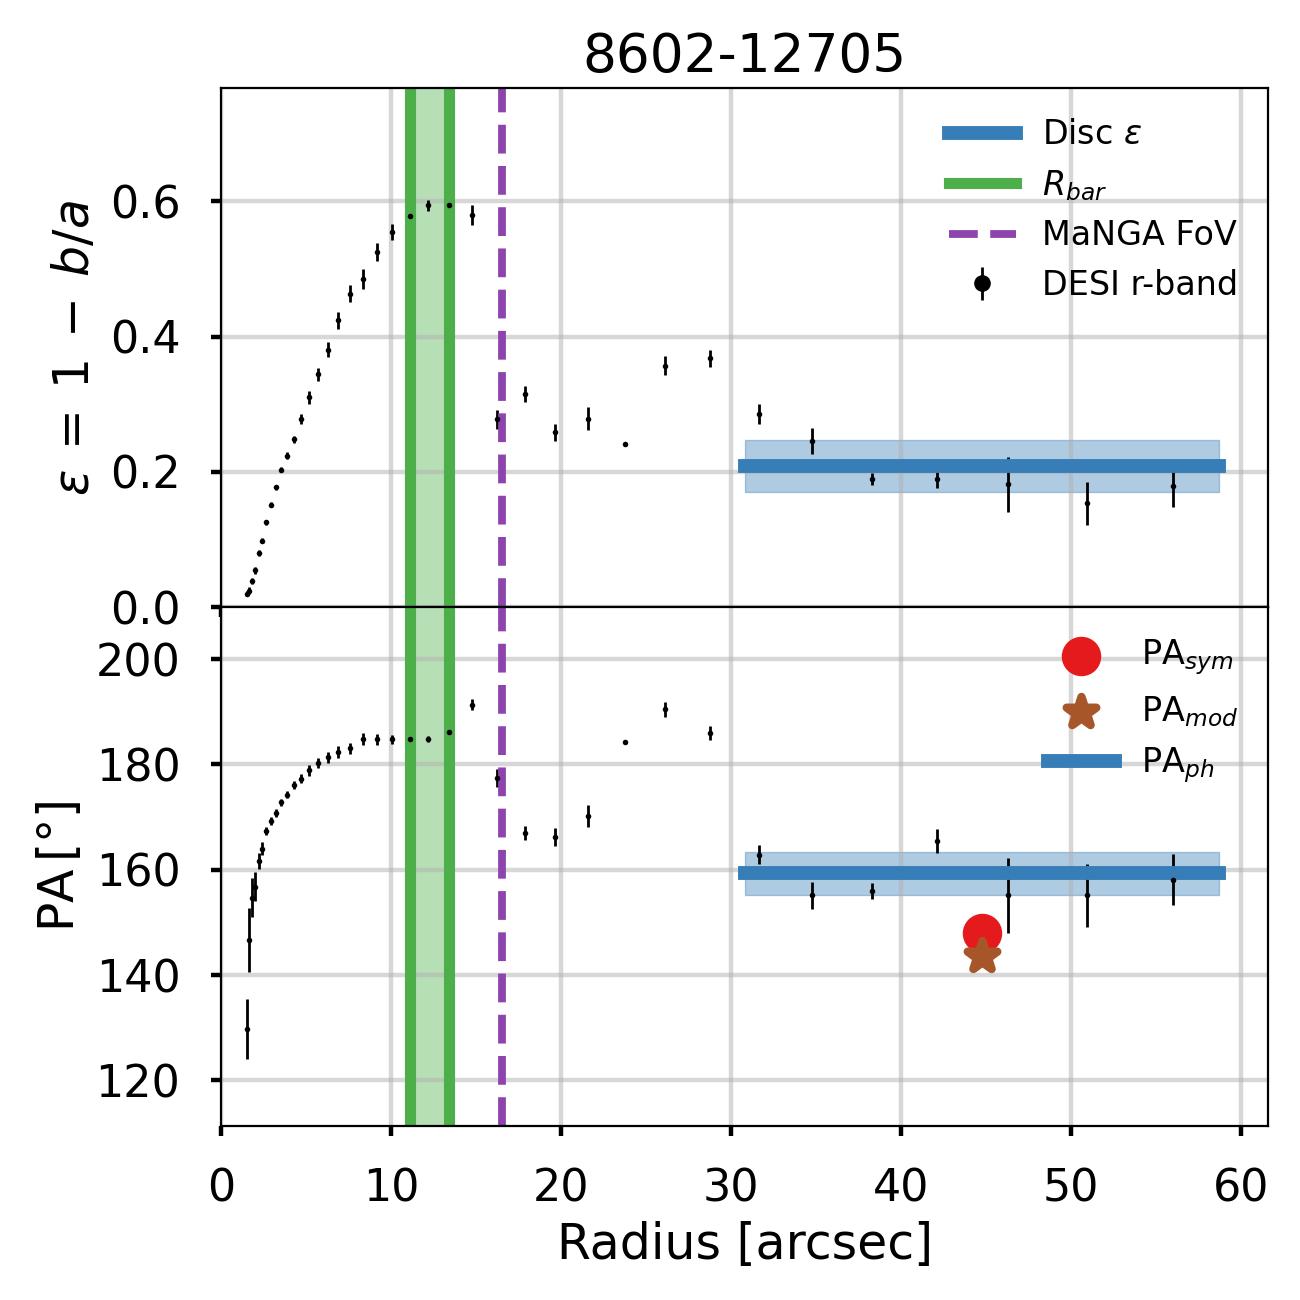 8602-12705
Disc ε
R_bar
MaNGA FoV
DESI r-band
ε = 1 − b/a
0.6
0.4
0.2
0.0
PA_sym
PA_mod
PA_ph
PA [°]
200
180
160
140
120
0 10 20 30 40 50 60
Radius [arcsec]